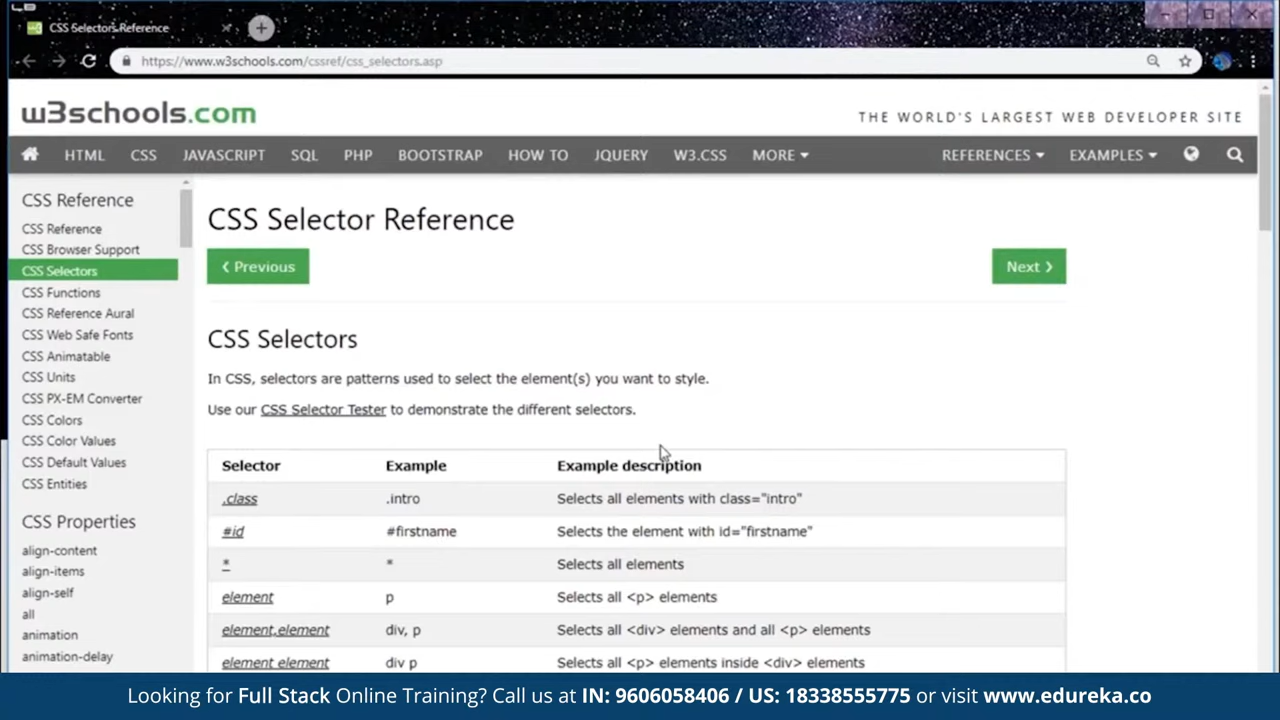 CSS Selectors Reference
https://www.w3schools.com/cssref/css_selectors.asp
w3schools.com
THE WORLD'S LARGEST WEB DEVELOPER SITE
HTML CSS JAVASCRIPT SQL PHP BOOTSTRAP HOW TO JQUERY W3.CSS MORE REFERENCES EXAMPLES
CSS Reference
CSS Reference
CSS Browser Support
CSS Selectors
CSS Functions
CSS Reference Aural
CSS Web Safe Fonts
CSS Animatable
CSS Units
CSS PX-EM Converter
CSS Colors
CSS Color Values
CSS Default Values
CSS Entities
CSS Properties
align-content
align-items
align-self
all
animation
animation-delay
CSS Selector Reference
❮ Previous
Next ❯
CSS Selectors
In CSS, selectors are patterns used to select the element(s) you want to style.
Use our CSS Selector Tester to demonstrate the different selectors.
Selector Example Example description
.class .intro Selects all elements with class="intro"
#id #firstname Selects the element with id="firstname"
* * Selects all elements
element p Selects all <p> elements
element,element div, p Selects all <div> elements and all <p> elements
element element div p Selects all <p> elements inside <div> elements
Looking for Full Stack Online Training? Call us at IN: 9606058406 / US: 18338555775 or visit www.edureka.co